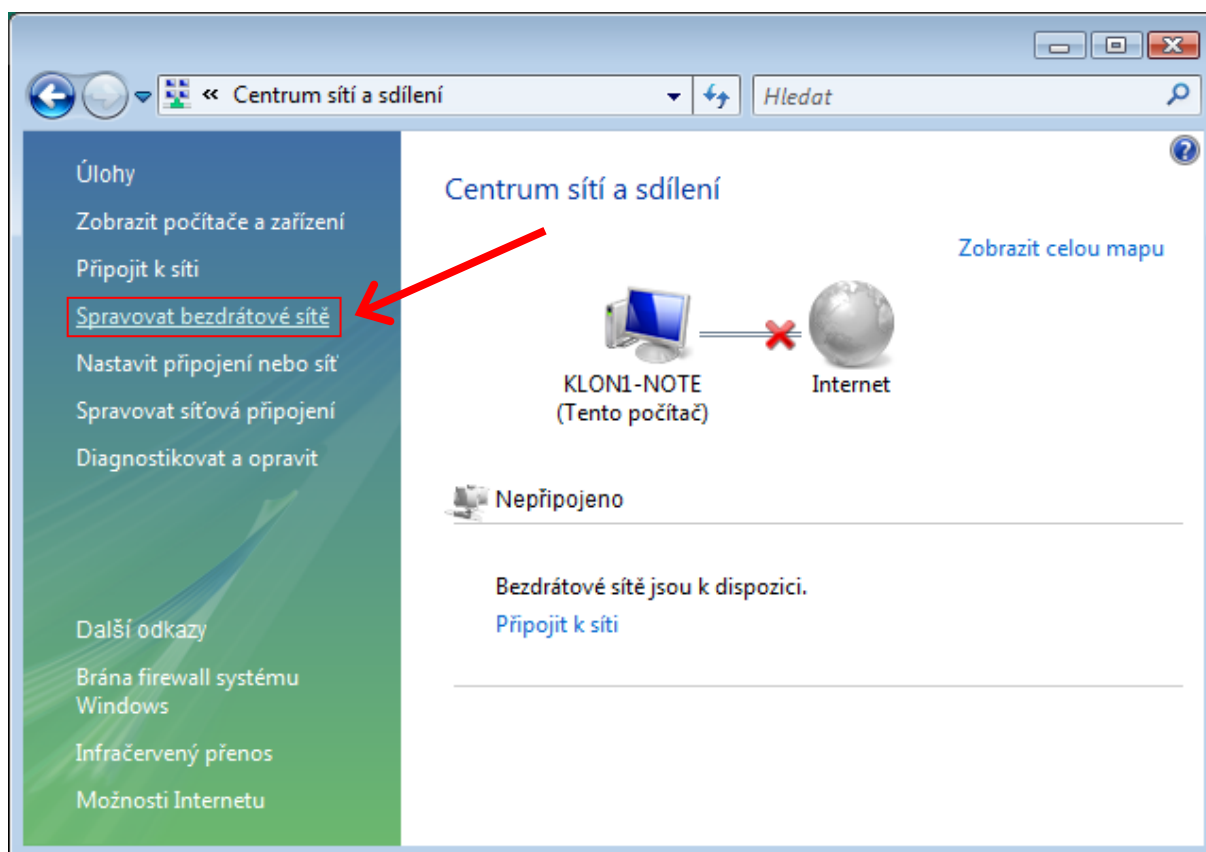 « Centrum sítí a sdílení
Hledat
Úlohy
Zobrazit počítače a zařízení
Připojit k síti
Spravovat bezdrátové sítě
Nastavit připojení nebo síť
Spravovat síťová připojení
Diagnostikovat a opravit
Další odkazy
Brána firewall systému
Windows
Infračervený přenos
Možnosti Internetu
Centrum sítí a sdílení
Zobrazit celou mapu
KLON1-NOTE
(Tento počítač)
Internet
Nepřipojeno
Bezdrátové sítě jsou k dispozici.
Připojit k síti